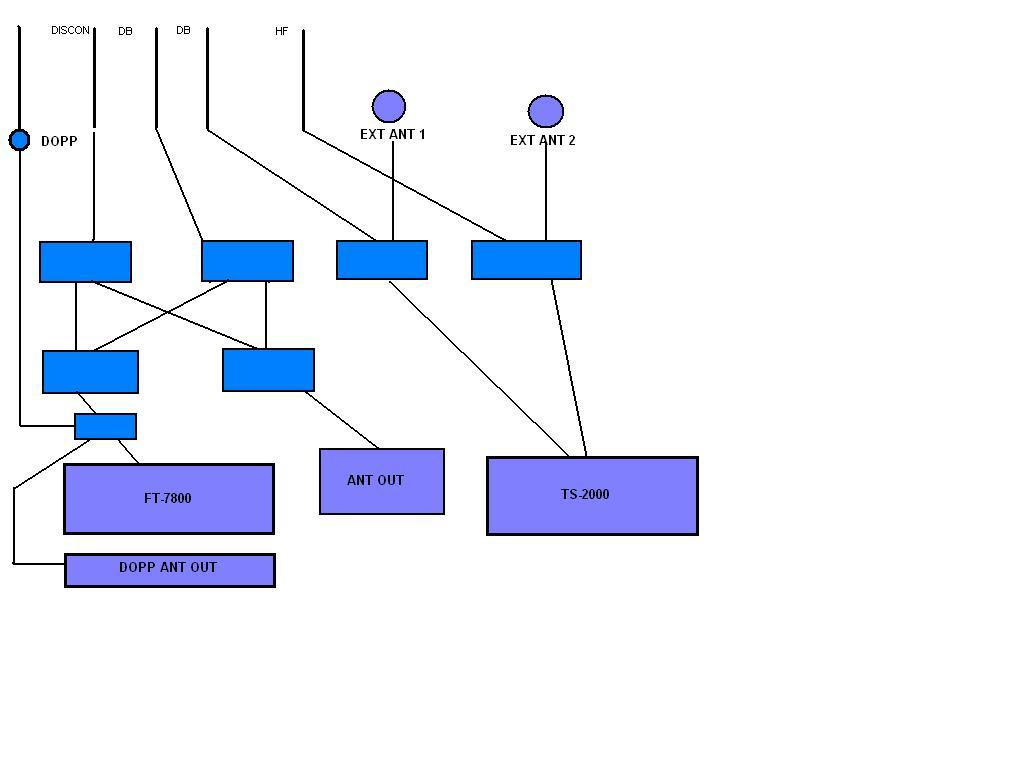 DISCON
DB
DB
HF
EXT ANT 1
EXT ANT 2
DOPP
ANT OUT
TS-2000
FT-7800
DOPP ANT OUT